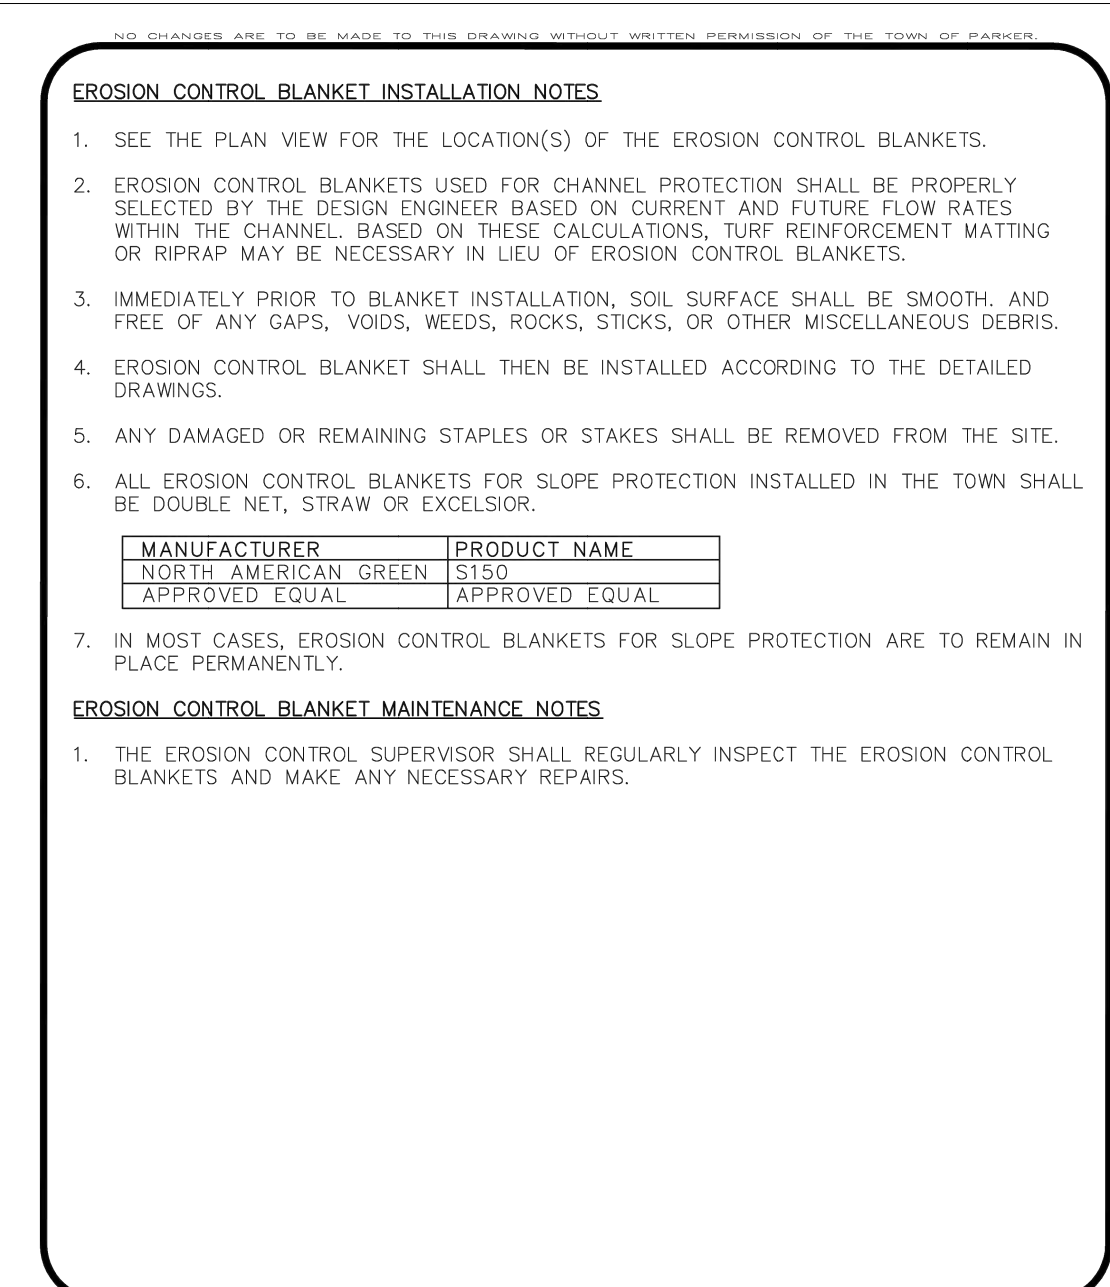 NO CHANGES ARE TO BE MADE TO THIS DRAWING WITHOUT WRITTEN PERMISSION OF THE TOWN OF PARKER.
EROSION CONTROL BLANKET INSTALLATION NOTES
1. SEE THE PLAN VIEW FOR THE LOCATION(S) OF THE EROSION CONTROL BLANKETS.
2. EROSION CONTROL BLANKETS USED FOR CHANNEL PROTECTION SHALL BE PROPERLY
SELECTED BY THE DESIGN ENGINEER BASED ON CURRENT AND FUTURE FLOW RATES
WITHIN THE CHANNEL. BASED ON THESE CALCULATIONS, TURF REINFORCEMENT MATTING
OR RIPRAP MAY BE NECESSARY IN LIEU OF EROSION CONTROL BLANKETS.
3. IMMEDIATELY PRIOR TO BLANKET INSTALLATION, SOIL SURFACE SHALL BE SMOOTH. AND
FREE OF ANY GAPS, VOIDS, WEEDS, ROCKS, STICKS, OR OTHER MISCELLANEOUS DEBRIS.
4. EROSION CONTROL BLANKET SHALL THEN BE INSTALLED ACCORDING TO THE DETAILED
DRAWINGS.
5. ANY DAMAGED OR REMAINING STAPLES OR STAKES SHALL BE REMOVED FROM THE SITE.
6. ALL EROSION CONTROL BLANKETS FOR SLOPE PROTECTION INSTALLED IN THE TOWN SHALL
BE DOUBLE NET, STRAW OR EXCELSIOR.
MANUFACTURER PRODUCT NAME
NORTH AMERICAN GREEN S150
APPROVED EQUAL APPROVED EQUAL
7. IN MOST CASES, EROSION CONTROL BLANKETS FOR SLOPE PROTECTION ARE TO REMAIN IN
PLACE PERMANENTLY.
EROSION CONTROL BLANKET MAINTENANCE NOTES
1. THE EROSION CONTROL SUPERVISOR SHALL REGULARLY INSPECT THE EROSION CONTROL
BLANKETS AND MAKE ANY NECESSARY REPAIRS.